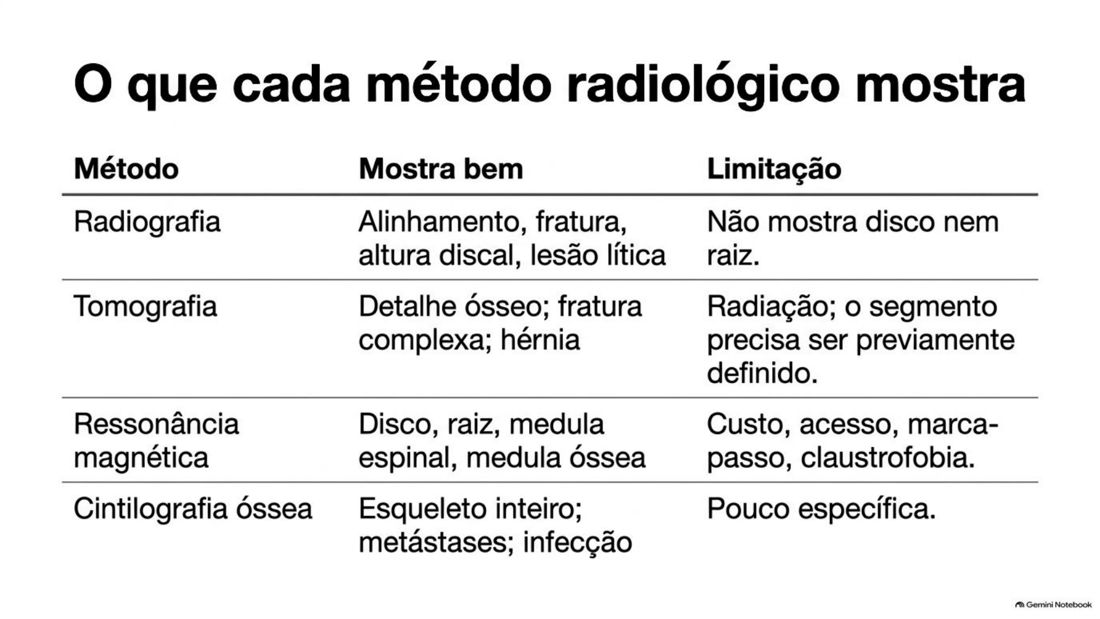 O que cada método radiológico mostra
Método
Mostra bem
Limitação
Radiografia
Alinhamento, fratura,
altura discal, lesão lítica
Não mostra disco nem
raiz.
Tomografia
Detalhe ósseo; fratura
complexa; hérnia
Radiação; o segmento
precisa ser previamente
definido.
Ressonância
magnética
Disco, raiz, medula
espinal, medula óssea
Custo, acesso, marca-
passo, claustrofobia.
Cintilografia óssea
Esqueleto inteiro;
metástases; infecção
Pouco específica.
Gemini Notebook